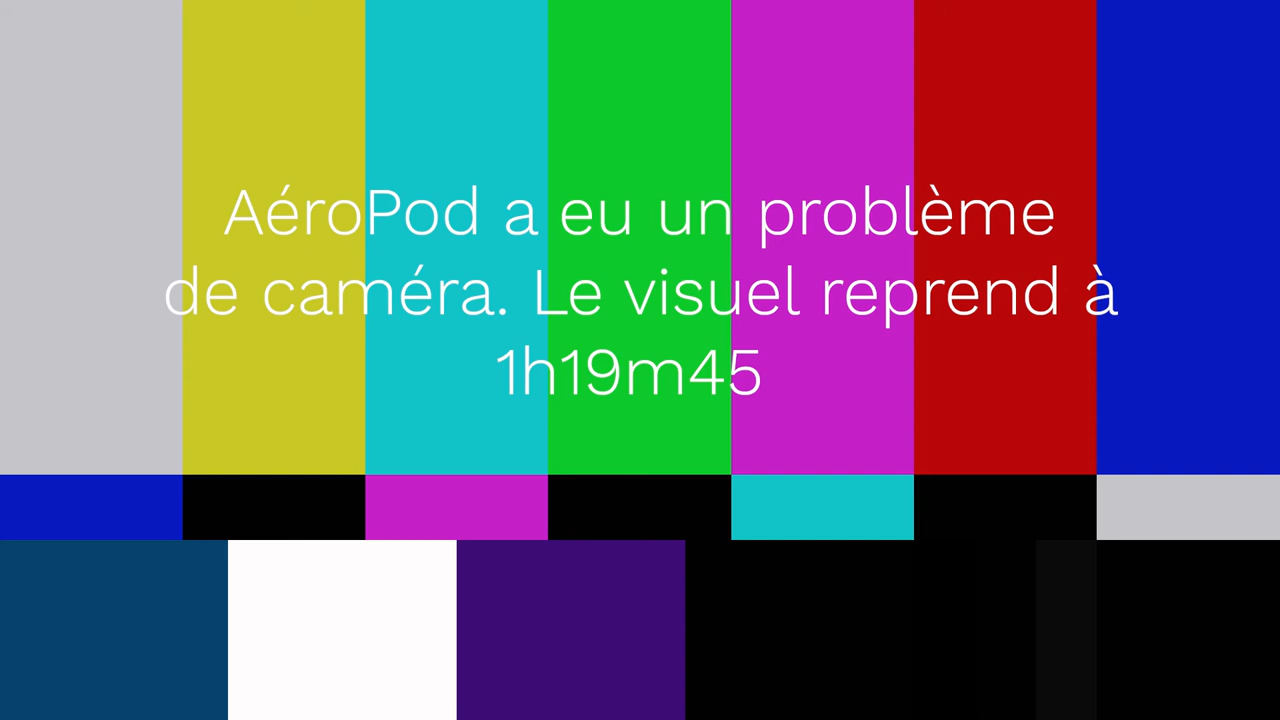 AéroPod a eu un problème
de caméra. Le visuel reprend à
1h19m45